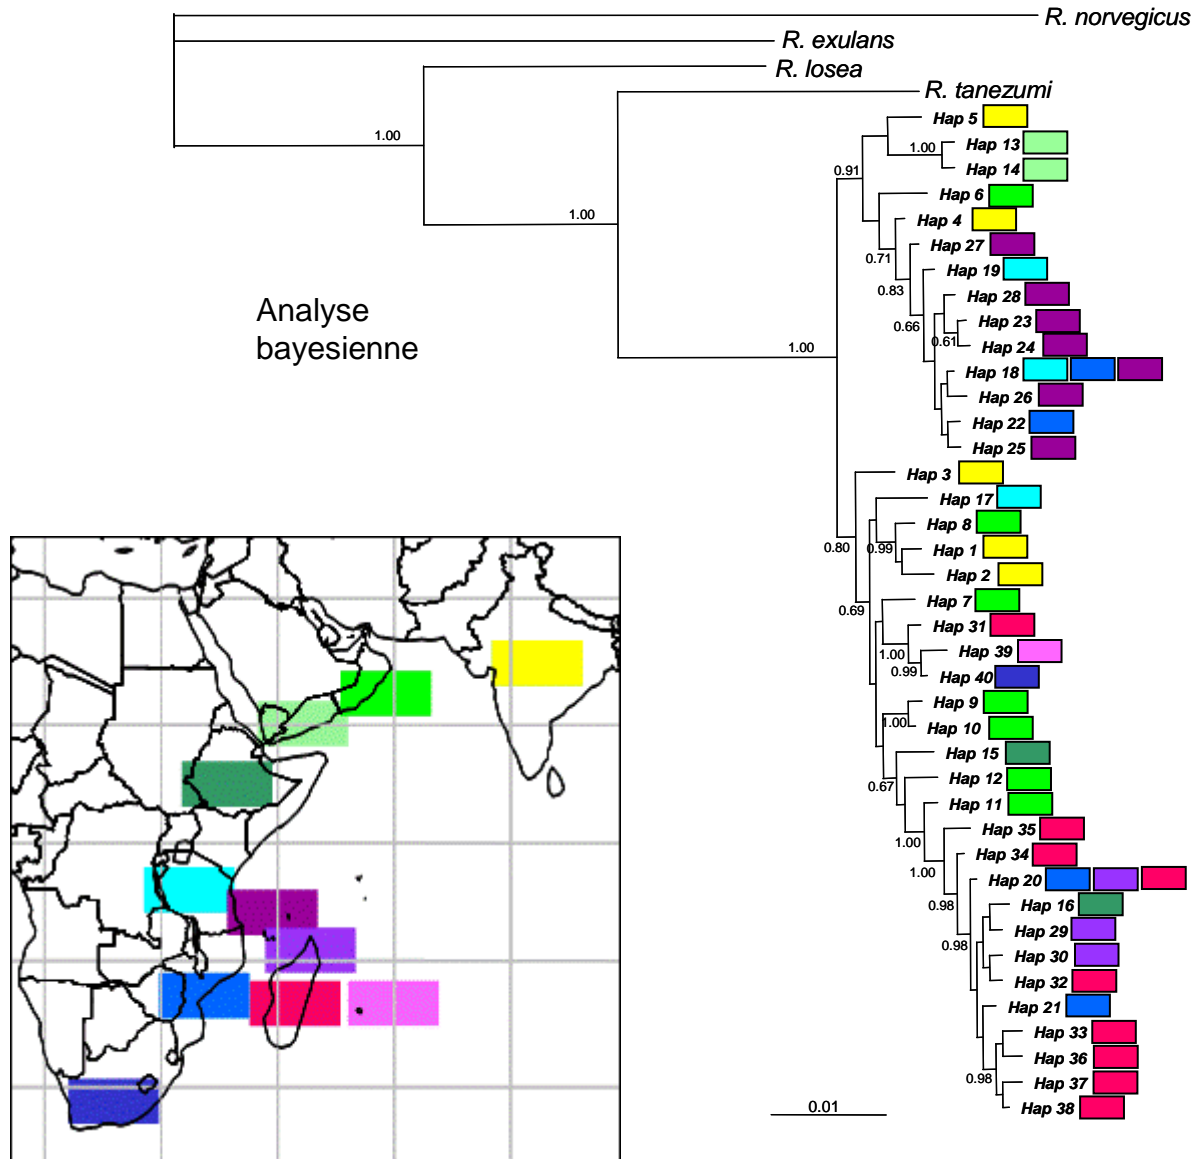 R. norvegicus
R. exulans
R. losea
R. tanezumi
Hap 5
1.00
1.00
Hap 13
Hap 14
0.91
Hap 6
1.00
Hap 4
Hap 27
0.71
Hap 19
0.83
Hap 28
Analyse
bayesienne
0.66
Hap 23
0.61
Hap 24
1.00
Hap 18
Hap 26
Hap 22
Hap 25
Hap 3
Hap 17
Hap 8
0.80
0.99
Hap 1
Hap 2
0.69
Hap 7
Hap 31
1.00
Hap 39
0.99
Hap 40
Hap 9
1.00
Hap 10
Hap 15
0.67
Hap 12
Hap 11
Hap 35
1.00
Hap 34
1.00
Hap 20
0.98
Hap 16
Hap 29
0.98
Hap 30
Hap 32
Hap 21
Hap 33
Hap 36
0.98
Hap 37
Hap 38
0.01